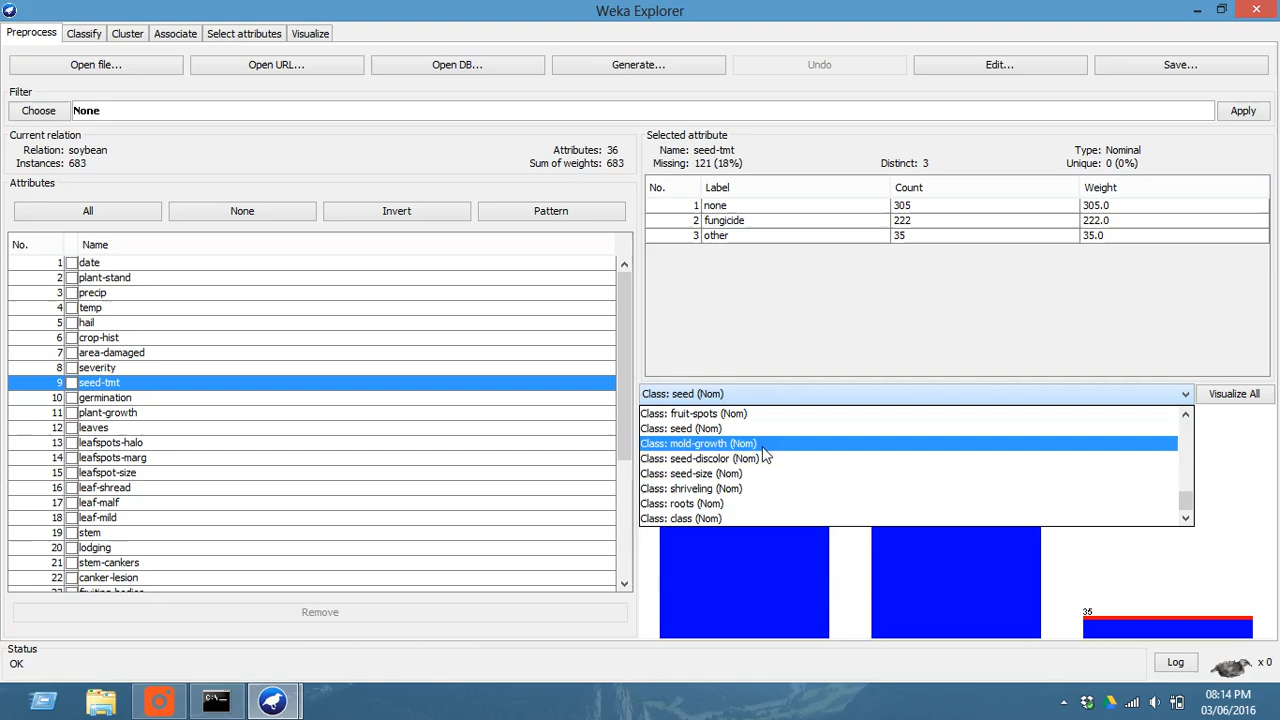 Weka Explorer
Preprocess Classify Cluster Associate Select attributes Visualize
Open file... Open URL... Open DB... Generate... Undo Edit... Save...
Filter
Choose None Apply
Current relation
Relation: soybean Attributes: 36
Instances: 683 Sum of weights: 683
Selected attribute
Name: seed-tmt Type: Nominal
Missing: 121 (18%) Distinct: 3 Unique: 0 (0%)
Attributes
All None Invert Pattern
No. Name
1 date
2 plant-stand
3 precip
4 temp
5 hail
6 crop-hist
7 area-damaged
8 severity
9 seed-tmt
10 germination
11 plant-growth
12 leaves
13 leafspots-halo
14 leafspots-marg
15 leafspot-size
16 leaf-shread
17 leaf-malf
18 leaf-mild
19 stem
20 lodging
21 stem-cankers
22 canker-lesion
Remove
No. Label Count Weight
1 none 305 305.0
2 fungicide 222 222.0
3 other 35 35.0
Class: seed (Nom) Visualize All
Class: fruit-spots (Nom)
Class: seed (Nom)
Class: mold-growth (Nom)
Class: seed-discolor (Nom)
Class: seed-size (Nom)
Class: shriveling (Nom)
Class: roots (Nom)
Class: class (Nom)
35
Status
OK Log x 0
08:14 PM
03/06/2016